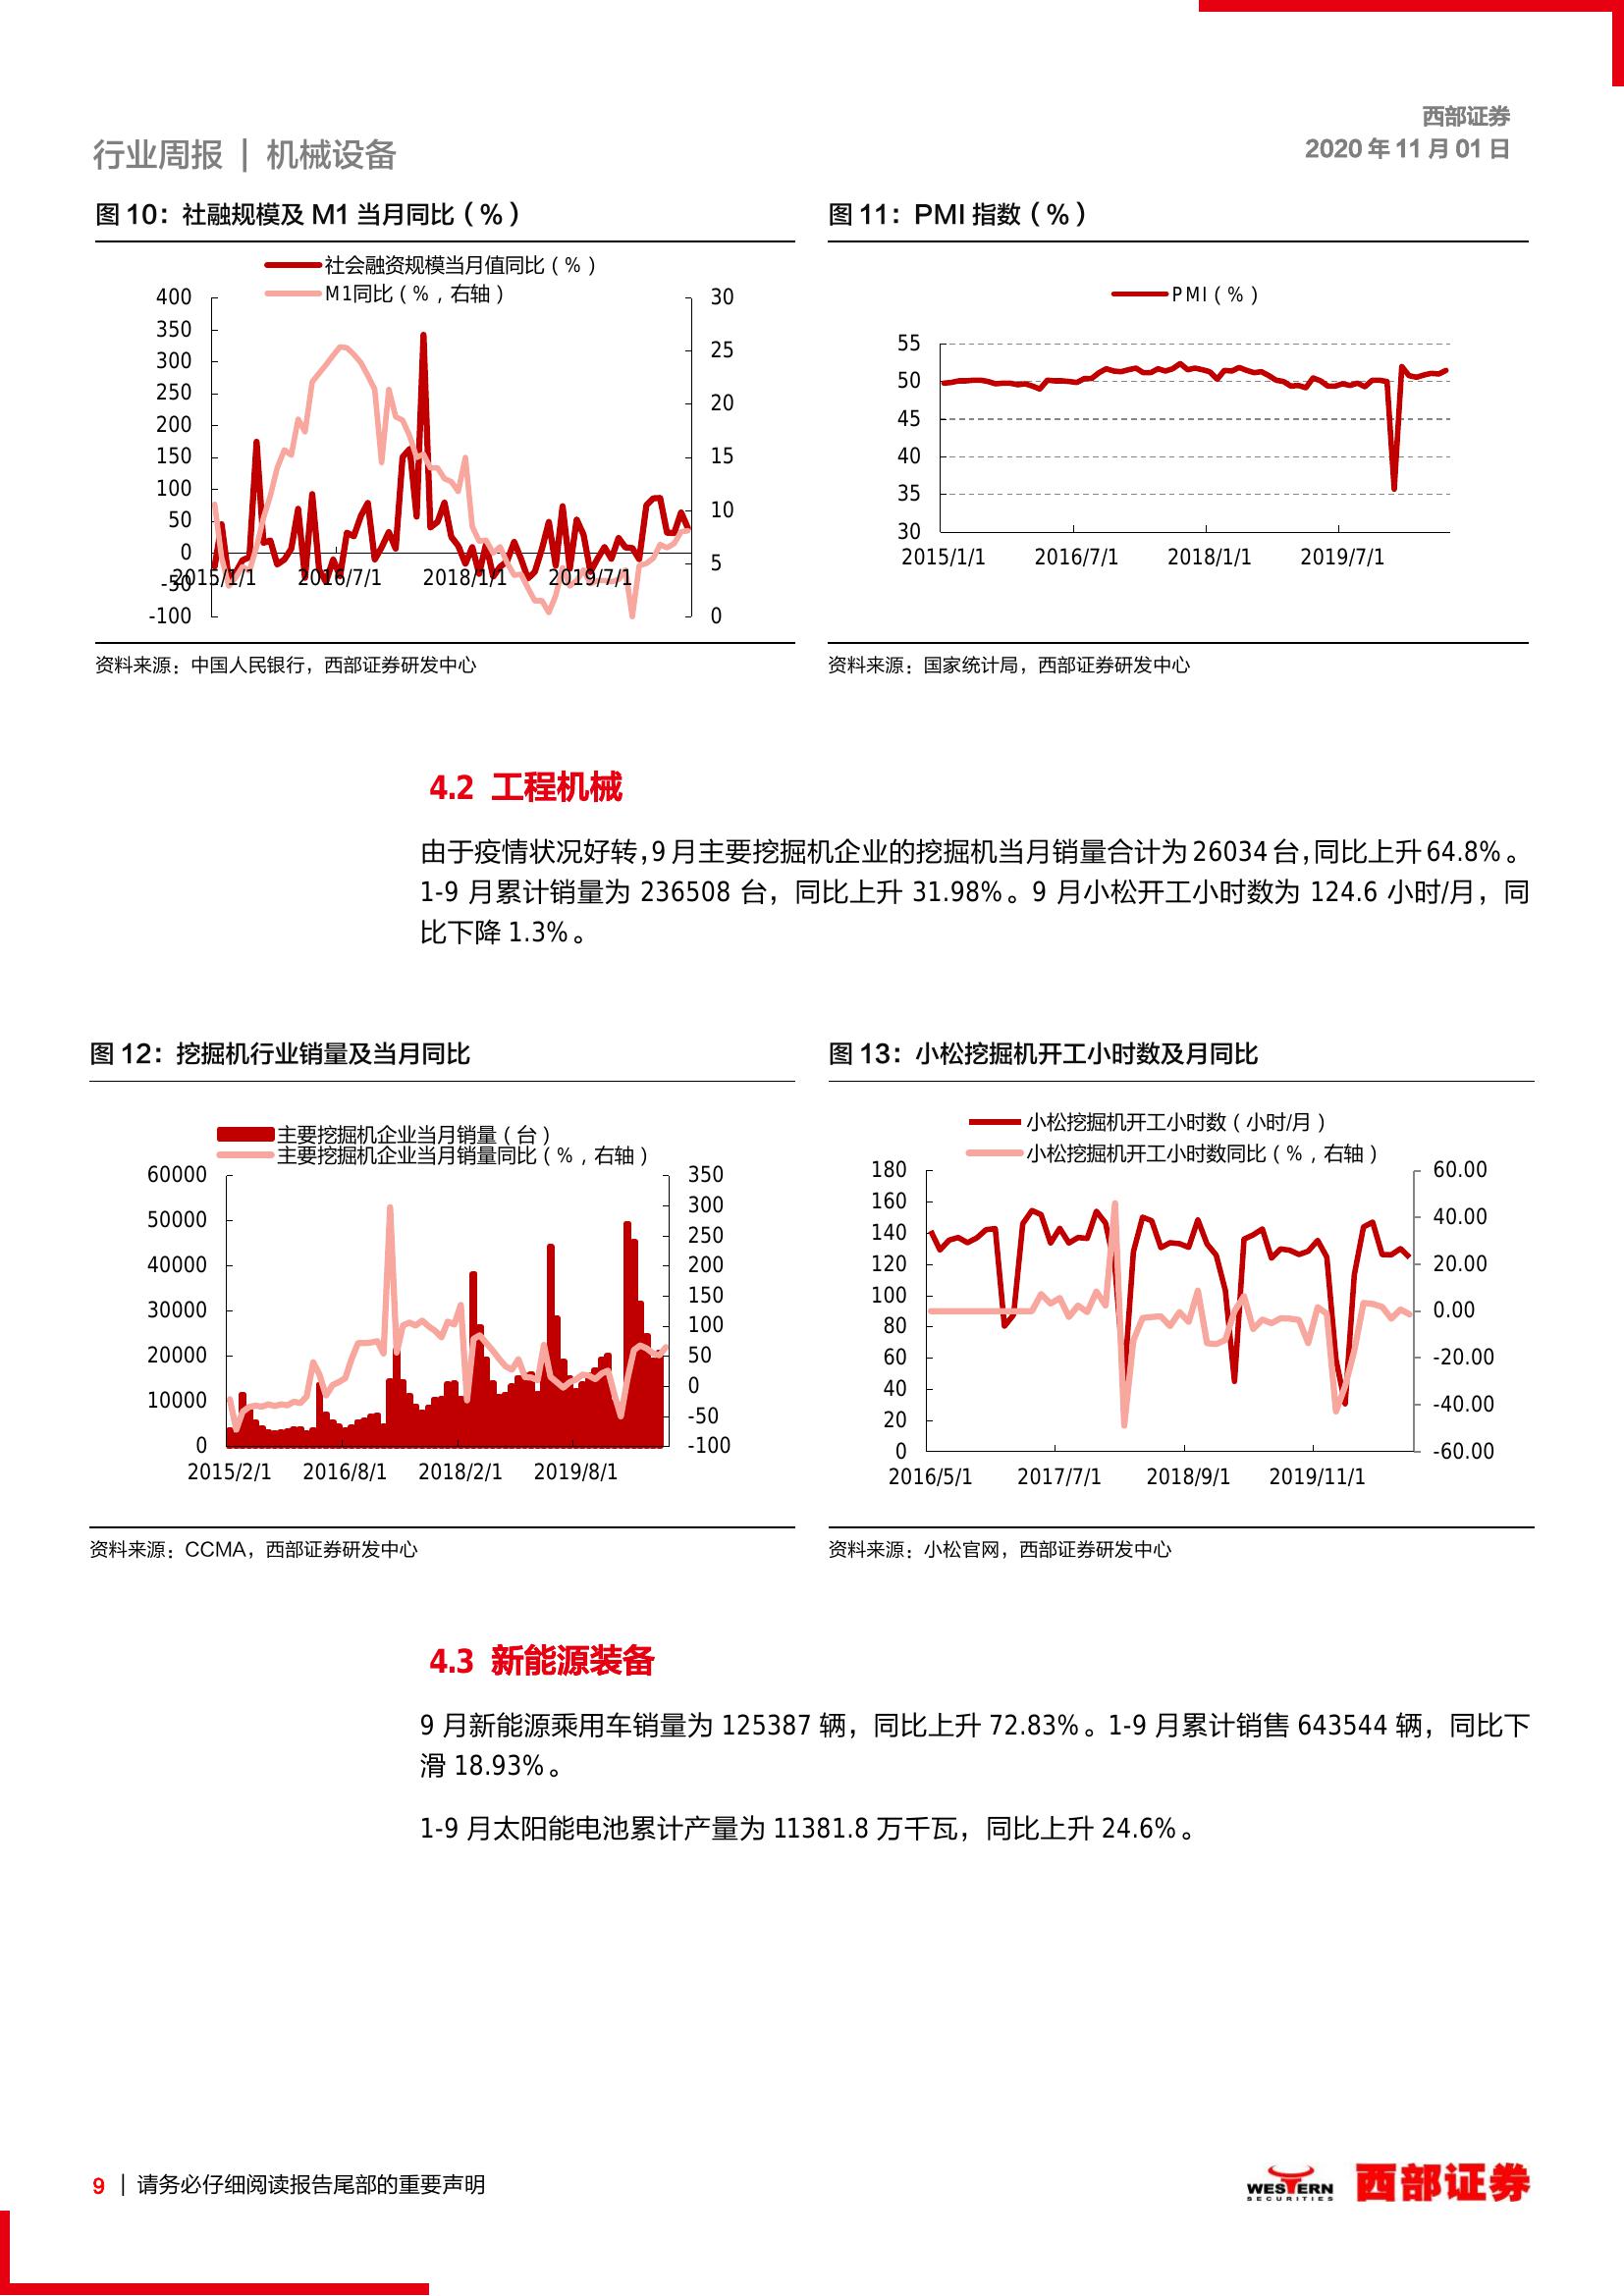 西部证券
2020 年 11 月 01 日
行业周报 | 机械设备
图 10：社融规模及 M1 当月同比（%）
社会融资规模当月值同比（%）
M1同比（%，右轴）
400
350
300
250
200
150
100
50
0
-50
-100
30
25
20
15
10
5
0
2015/1/1
2016/7/1
2018/1/1
2019/7/1
资料来源：中国人民银行，西部证券研发中心
图 11：PMI 指数（%）
PMI（%）
55
50
45
40
35
30
2015/1/1
2016/7/1
2018/1/1
2019/7/1
资料来源：国家统计局，西部证券研发中心
4.2 工程机械
由于疫情状况好转，9 月主要挖掘机企业的挖掘机当月销量合计为 26034 台，同比上升 64.8%。
1-9 月累计销量为 236508 台，同比上升 31.98%。9 月小松开工小时数为 124.6 小时/月，同
比下降 1.3%。
图 12：挖掘机行业销量及当月同比
主要挖掘机企业当月销量（台）
主要挖掘机企业当月销量同比（%，右轴）
60000
50000
40000
30000
20000
10000
0
350
300
250
200
150
100
50
0
-50
-100
2015/2/1
2016/8/1
2018/2/1
2019/8/1
资料来源：CCMA，西部证券研发中心
图 13：小松挖掘机开工小时数及月同比
小松挖掘机开工小时数（小时/月）
小松挖掘机开工小时数同比（%，右轴）
180
160
140
120
100
80
60
40
20
0
60.00
40.00
20.00
0.00
-20.00
-40.00
-60.00
2016/5/1
2017/7/1
2018/9/1
2019/11/1
资料来源：小松官网，西部证券研发中心
4.3 新能源装备
9 月新能源乘用车销量为 125387 辆，同比上升 72.83%。1-9 月累计销售 643544 辆，同比下
滑 18.93%。
1-9 月太阳能电池累计产量为 11381.8 万千瓦，同比上升 24.6%。
9 | 请务必仔细阅读报告尾部的重要声明
WESTERN
SECURITIES
西部证券